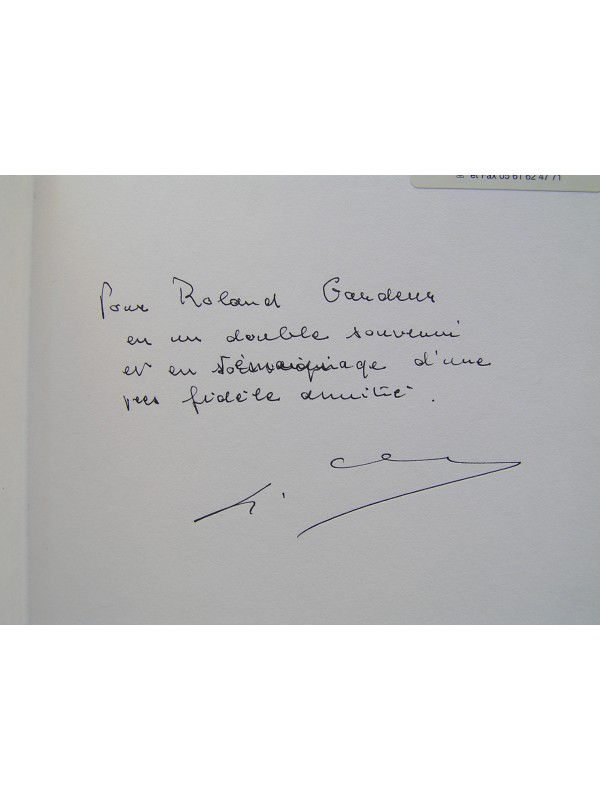 et Fax 05 61 62 47 71
Pour Roland Gardeur
en un double souvenir
et en témoignage d'une
très fidèle amitié.